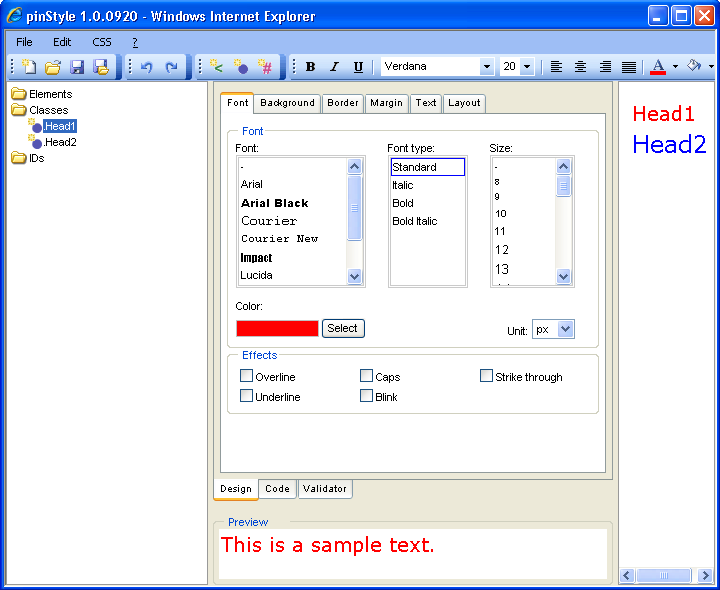 pinStyle 1.0.0920 - Windows Internet Explorer
File Edit CSS ?
B I U Verdana 20 A
Elements
Classes
.Head1
.Head2
IDs
Font Background Border Margin Text Layout
Font
Font: Font type: Size:
- Standard -
Arial Italic 8
Arial Black Bold 9
Courier Bold Italic 10
Courier New 11
Impact 12
Lucida 13
Color:
Select Unit: px
Effects
Overline Caps Strike through
Underline Blink
Design Code Validator
Preview
This is a sample text.
Head1
Head2